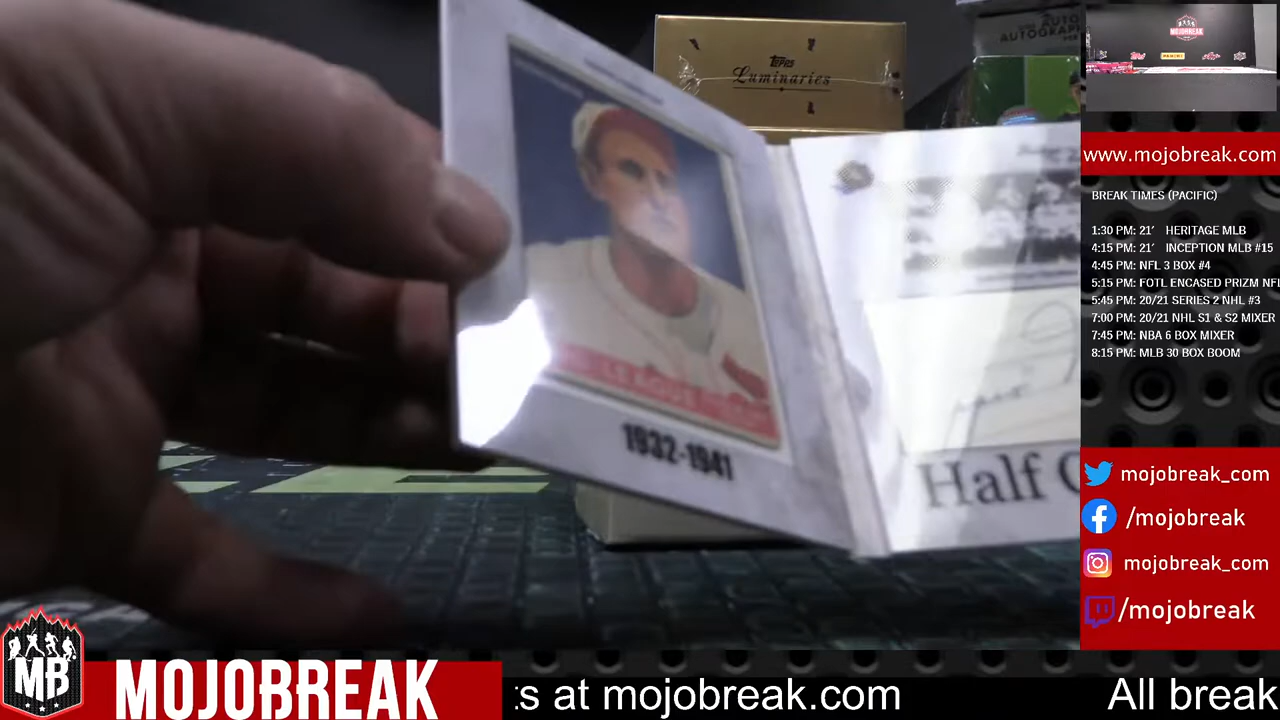 Topps
Luminaries
AUTOGRAPH
MOJOBREAK
www.mojobreak.com
BREAK TIMES (PACIFIC)
1:30 PM: 21' HERITAGE MLB
4:15 PM: 21' INCEPTION MLB #15
4:45 PM: NFL 3 BOX #4
5:15 PM: FOTL ENCASED PRIZM NFL
5:45 PM: 20/21 SERIES 2 NHL #3
7:00 PM: 20/21 NHL S1 & S2 MIXER
7:45 PM: NBA 6 BOX MIXER
8:15 PM: MLB 30 BOX BOOM
LEAGUE
1932-1941
Half
mojobreak_com
/mojobreak
mojobreak_com
/mojobreak
MB
MOJOBREAK
:s at mojobreak.com
All break